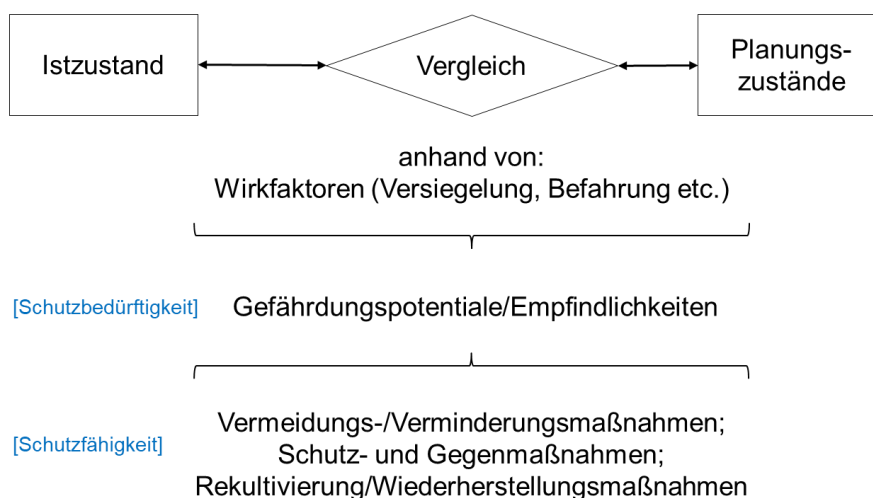 Istzustand
Vergleich
Planungs-
zustände
anhand von:
Wirkfaktoren (Versiegelung, Befahrung etc.)
[Schutzbedürftigkeit]
Gefährdungspotentiale/Empfindlichkeiten
[Schutzfähigkeit]
Vermeidungs-/Verminderungsmaßnahmen;
Schutz- und Gegenmaßnahmen;
Rekultivierung/Wiederherstellungsmaßnahmen